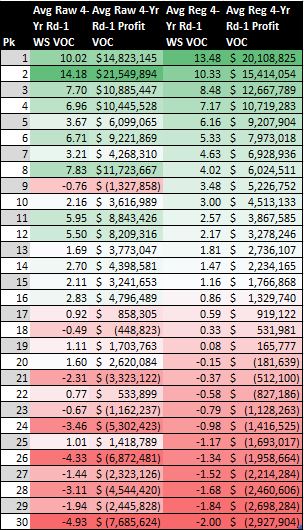 Avg Raw 4- Avg Raw 4-Yr Avg Reg 4- Avg Reg 4-Yr
Yr Rd-1 Rd-1 Profit Yr Rd-1 Rd-1 Profit
Pk WS VOC VOC WS VOC VOC
1 10.02 $14,823,145 13.48 $ 20,108,825
2 14.18 $21,549,894 10.33 $ 15,414,054
3 7.70 $10,885,447 8.48 $ 12,667,789
4 6.96 $10,445,528 7.17 $ 10,719,283
5 3.67 $ 6,099,065 6.16 $ 9,207,904
6 6.71 $ 9,221,869 5.33 $ 7,973,018
7 3.21 $ 4,268,310 4.63 $ 6,928,936
8 7.83 $11,723,667 4.02 $ 6,024,511
9 -0.76 $ (1,327,858) 3.48 $ 5,226,752
10 2.16 $ 3,616,989 3.00 $ 4,513,133
11 5.95 $ 8,843,426 2.57 $ 3,867,585
12 5.50 $ 8,209,316 2.17 $ 3,278,246
13 1.69 $ 3,773,047 1.81 $ 2,736,107
14 2.70 $ 4,398,581 1.47 $ 2,234,165
15 2.11 $ 3,241,653 1.16 $ 1,766,868
16 2.83 $ 4,796,489 0.86 $ 1,329,740
17 0.92 $ 858,305 0.59 $ 919,122
18 -0.49 $ (448,823) 0.33 $ 531,981
19 1.11 $ 1,703,763 0.08 $ 165,777
20 1.60 $ 2,620,084 -0.15 $ (181,639)
21 -2.31 $ (3,323,122) -0.37 $ (512,100)
22 0.77 $ 533,899 -0.58 $ (827,186)
23 -0.67 $ (1,162,237) -0.79 $ (1,128,263)
24 -3.46 $ (5,302,423) -0.98 $ (1,416,525)
25 1.01 $ 1,418,789 -1.17 $ (1,693,017)
26 -4.33 $ (6,872,481) -1.34 $ (1,958,664)
27 -1.44 $ (2,323,126) -1.52 $ (2,214,284)
28 -3.11 $ (4,544,420) -1.68 $ (2,460,606)
29 -1.94 $ (2,445,828) -1.84 $ (2,698,284)
30 -4.93 $ (7,685,624) -2.00 $ (2,927,904)